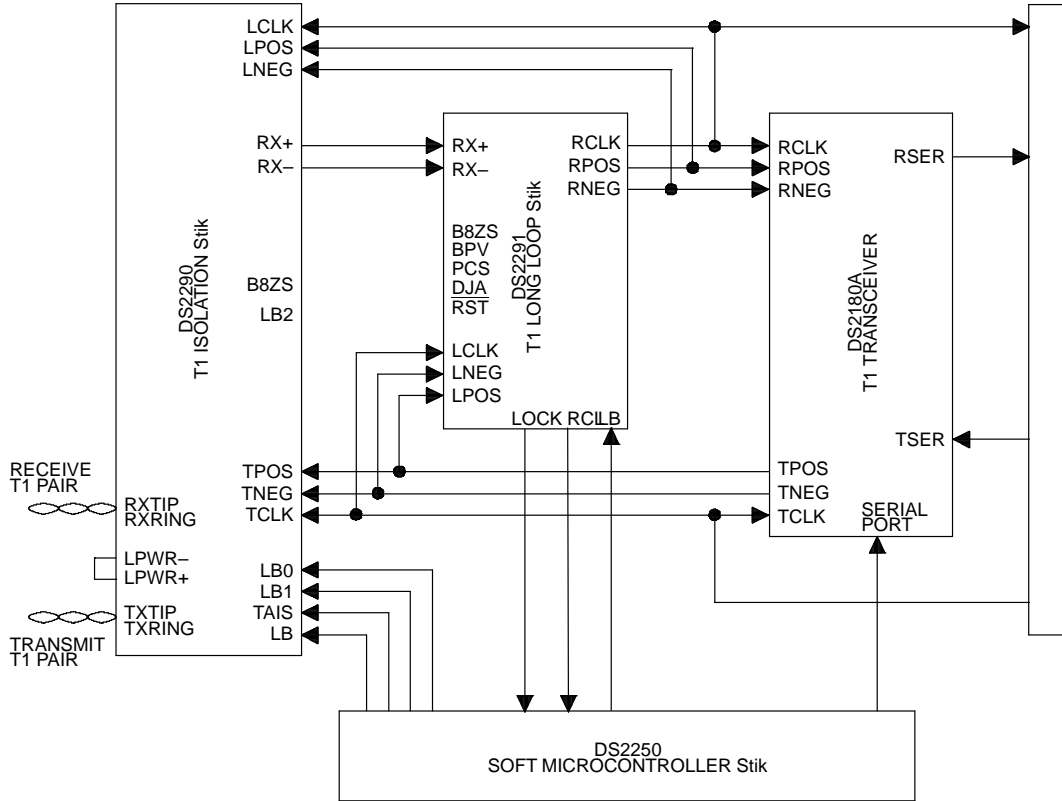 LCLK
LPOS
LNEG
RX+
RX–
B8ZS
LB2
DS2290
T1 ISOLATION Stik
TPOS
TNEG
TCLK
LB0
LB1
TAIS
LB
RECEIVE
T1 PAIR
RXTIP
RXRING
LPWR–
LPWR+
TXTIP
TXRING
TRANSMIT
T1 PAIR
RX+
RX–
RCLK
RPOS
RNEG
B8ZS
BPV
PCS
DJA
RST
DS2291
T1 LONG LOOP Stik
LCLK
LNEG
LPOS
LOCK RCL LB
RCLK
RPOS
RNEG
RSER
DS2180A
T1 TRANSCEIVER
TSER
TPOS
TNEG
TCLK
SERIAL
PORT
DS2250
SOFT MICROCONTROLLER Stik